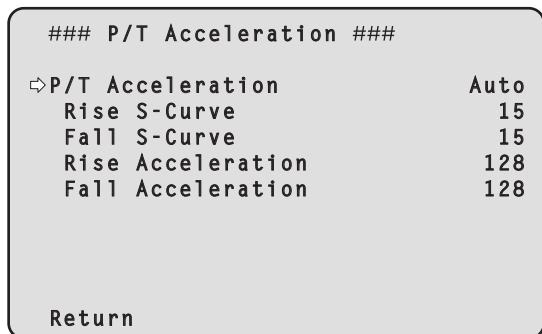 ### P/T Acceleration ###
⇨P/T Acceleration Auto
Rise S-Curve 15
Fall S-Curve 15
Rise Acceleration 128
Fall Acceleration 128
Return